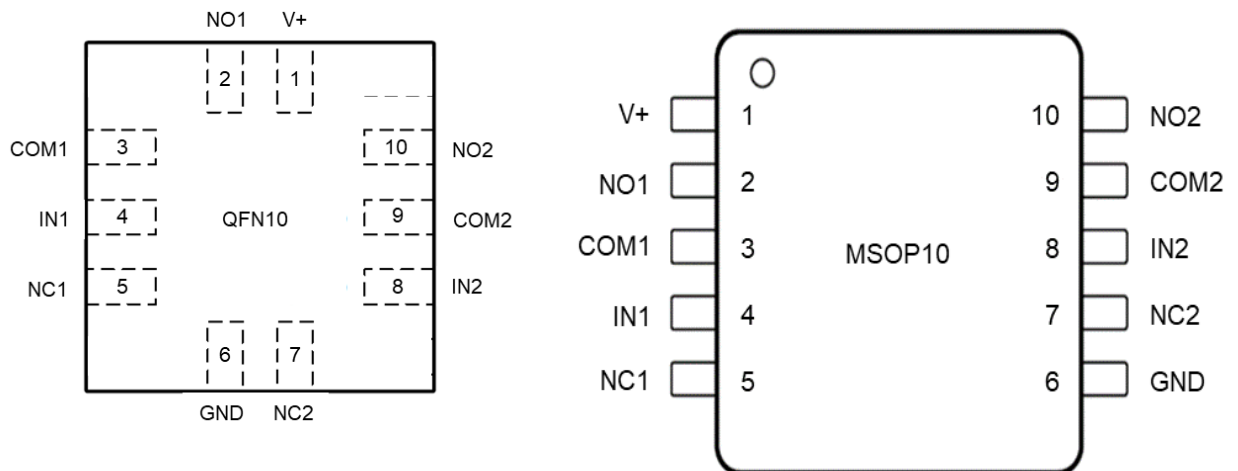 NO1 V+
2 1
COM1 3 10 NO2
IN1 4 QFN10 9 COM2
NC1 5 8 IN2
6 7
GND NC2
V+ 1 10 NO2
NO1 2 9 COM2
COM1 3 MSOP10 8 IN2
IN1 4 7 NC2
NC1 5 6 GND